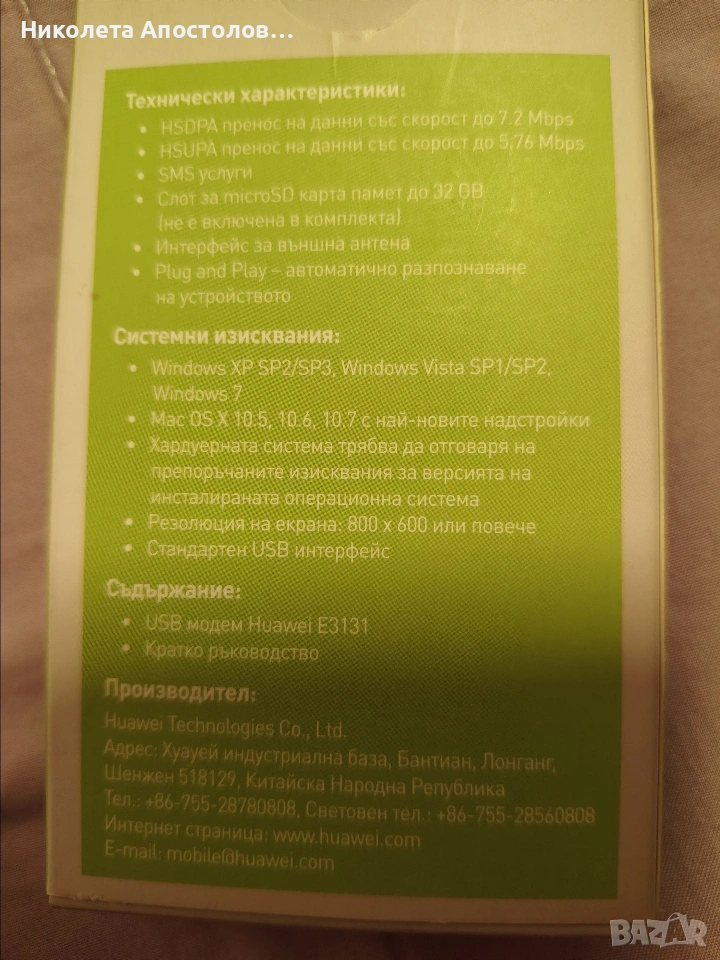 Николета Апостолов...
Технически характеристики:
• HSDPA пренос на данни със скорост до 7.2 Mbps
• HSUPA пренос на данни със скорост до 5,76 Mbps
• SMS услуги
• Слот за microSD карта памет до 32 GB
(не е включена в комплекта)
• Интерфейс за външна антена
• Plug and Play – автоматично разпознаване
на устройството
Системни изисквания:
• Windows XP SP2/SP3, Windows Vista SP1/SP2,
Windows 7
• Mac OS X 10.5, 10.6, 10.7 с най-новите надстройки
• Хардуерната система трябва да отговаря на
препоръчаните изисквания за версията на
инсталираната операционна система
• Резолюция на екрана: 800 x 600 или повече
• Стандартен USB интерфейс
Съдържание:
• USB модем Huawei E3131
• Кратко ръководство
Производител:
Huawei Technologies Co., Ltd.
Адрес: Хуауей индустриална база, Бантиан, Лонганг,
Шенжен 518129, Китайска Народна Република
Тел.: +86-755-28780808, Световен тел.: +86-755-28560808
Интернет страница: www.huawei.com
E-mail: mobile@huawei.com
BAZAR